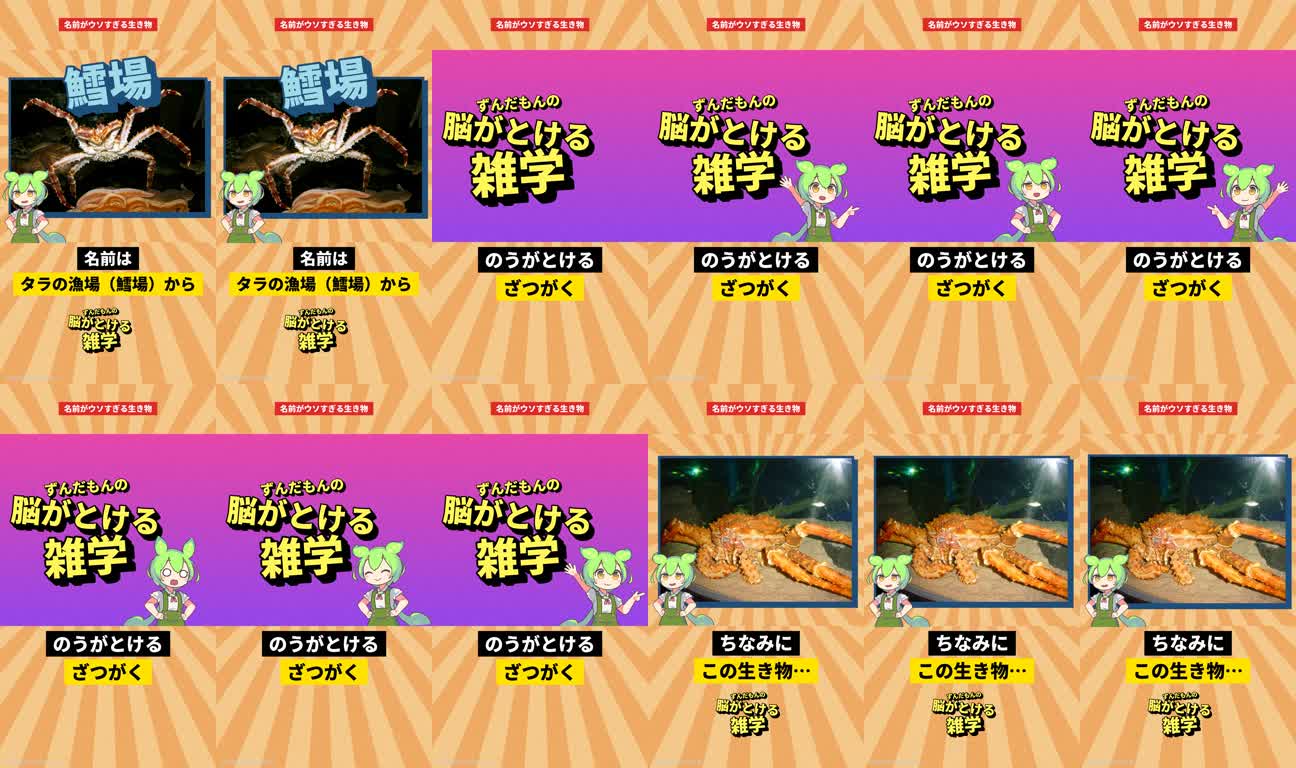 名前がウソすぎる生き物
鱈場
名前は
タラの漁場（鱈場）から
ずんだもんの
脳がとける
雑学
名前がウソすぎる生き物
鱈場
名前は
タラの漁場（鱈場）から
ずんだもんの
脳がとける
雑学
名前がウソすぎる生き物
ずんだもんの
脳がとける
雑学
のうがとける
ざつがく
名前がウソすぎる生き物
ずんだもんの
脳がとける
雑学
のうがとける
ざつがく
名前がウソすぎる生き物
ずんだもんの
脳がとける
雑学
のうがとける
ざつがく
名前がウソすぎる生き物
ずんだもんの
脳がとける
雑学
のうがとける
ざつがく
名前がウソすぎる生き物
ずんだもんの
脳がとける
雑学
のうがとける
ざつがく
名前がウソすぎる生き物
ずんだもんの
脳がとける
雑学
のうがとける
ざつがく
名前がウソすぎる生き物
ずんだもんの
脳がとける
雑学
のうがとける
ざつがく
名前がウソすぎる生き物
ちなみに
この生き物…
ずんだもんの
脳がとける
雑学
名前がウソすぎる生き物
ちなみに
この生き物…
ずんだもんの
脳がとける
雑学
名前がウソすぎる生き物
ちなみに
この生き物…
ずんだもんの
脳がとける
雑学